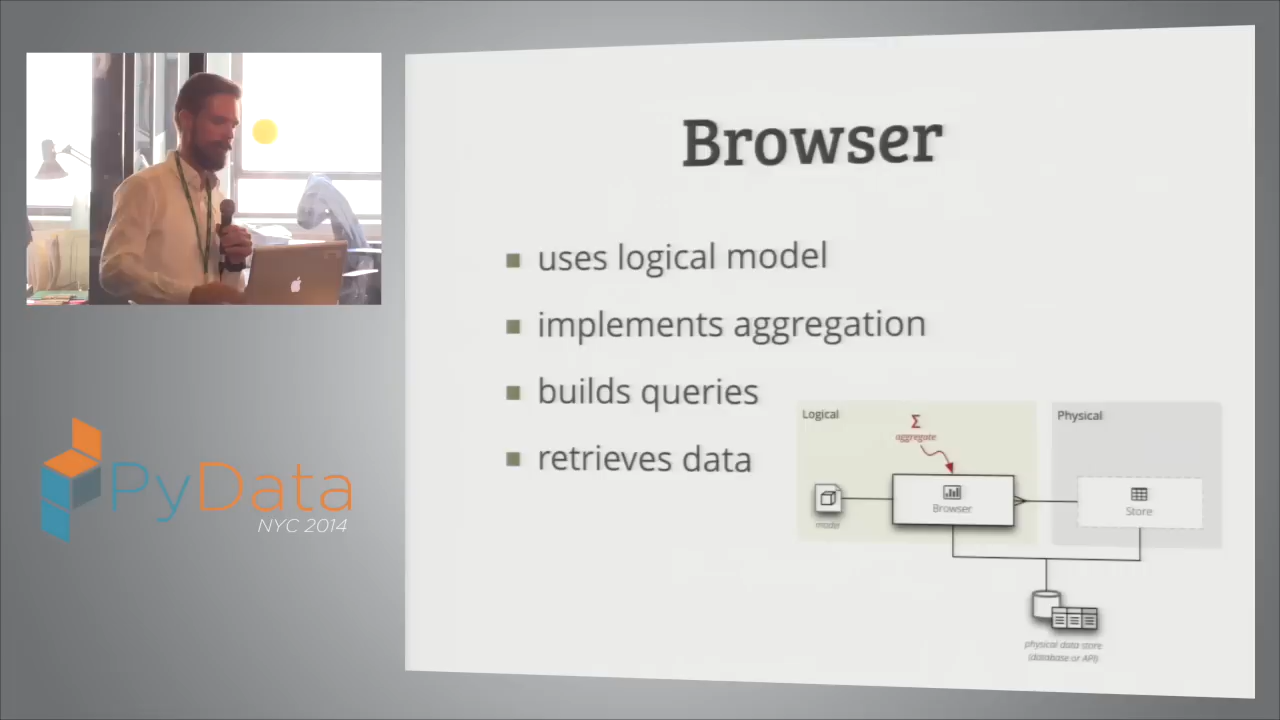 Browser
uses logical model
implements aggregation
builds queries
retrieves data
Logical
Physical
Σ
aggregate
model
Browser
Store
physical data store
(database or API)
PyData
NYC 2014